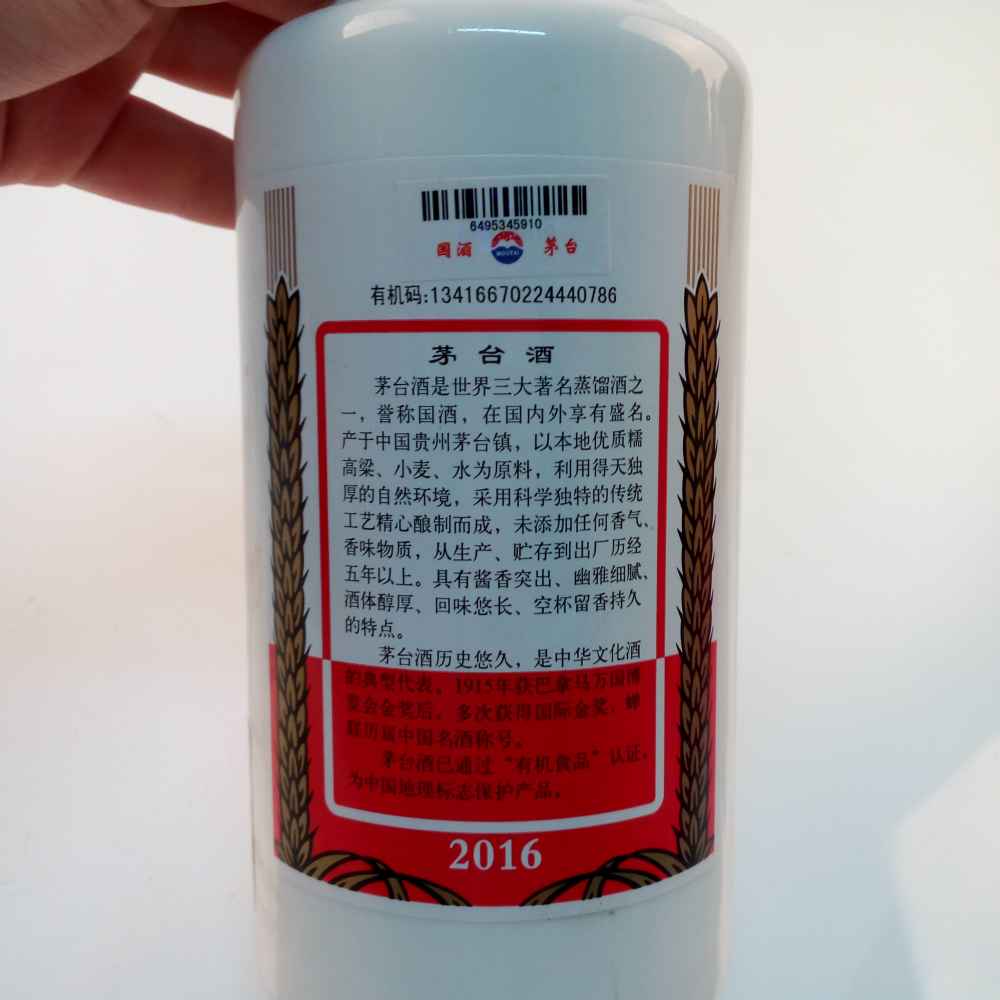 6495345910
国酒 MOUTAI 茅台
有机码:13416670224440786
茅台酒
茅台酒是世界三大著名蒸馏酒之
一，誉称国酒，在国内外享有盛名。
产于中国贵州茅台镇，以本地优质糯
高粱、小麦、水为原料，利用得天独
厚的自然环境，采用科学独特的传统
工艺精心酿制而成，未添加任何香气、
香味物质，从生产、贮存到出厂历经
五年以上。具有酱香突出、幽雅细腻、
酒体醇厚、回味悠长、空杯留香持久
的特点。
茅台酒历史悠久，是中华文化酒
的典型代表。1915年获巴拿马万国博
览会金奖后，多次获得国际金奖，蝉
联历届中国名酒称号。
茅台酒已通过“有机食品”认证，
为中国地理标志保护产品。
2016